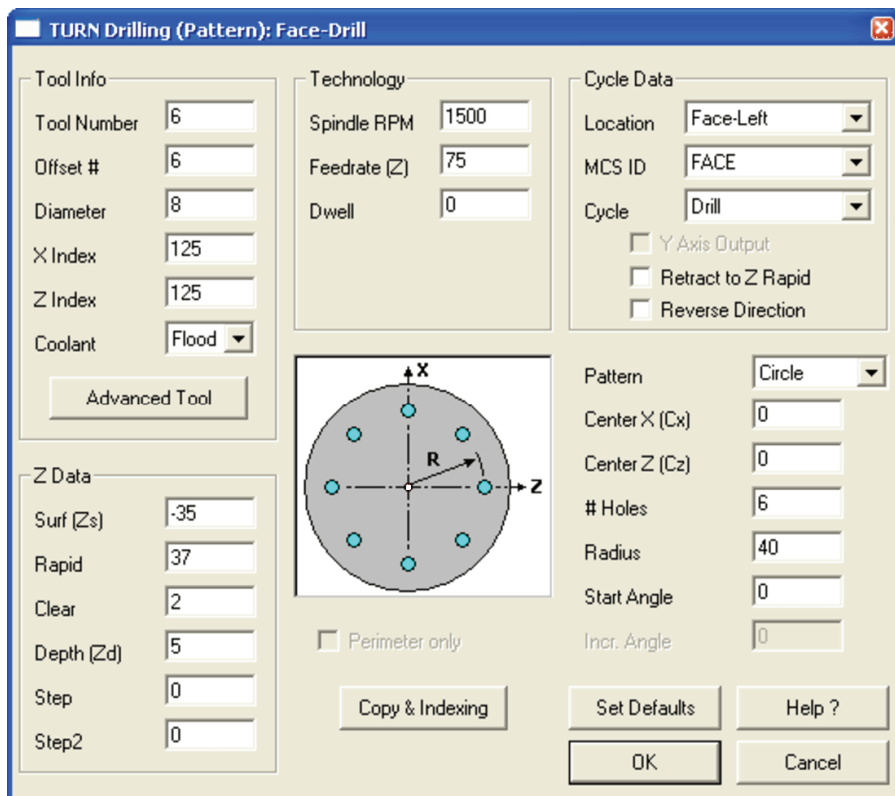 TURN Drilling (Pattern): Face-Drill
Tool Info
Tool Number 6
Offset # 6
Diameter 8
X Index 125
Z Index 125
Coolant Flood
Advanced Tool
Technology
Spindle RPM 1500
Feedrate (Z) 75
Dwell 0
Cycle Data
Location Face-Left
MCS ID FACE
Cycle Drill
Y Axis Output
Retract to Z Rapid
Reverse Direction
Z Data
Surf (Zs) -35
Rapid 37
Clear 2
Depth (Zd) 5
Step 0
Step2 0
X
R
Z
Perimeter only
Copy & Indexing
Pattern Circle
Center X (Cx) 0
Center Z (Cz) 0
# Holes 6
Radius 40
Start Angle 0
Incr. Angle 0
Set Defaults
Help ?
OK
Cancel